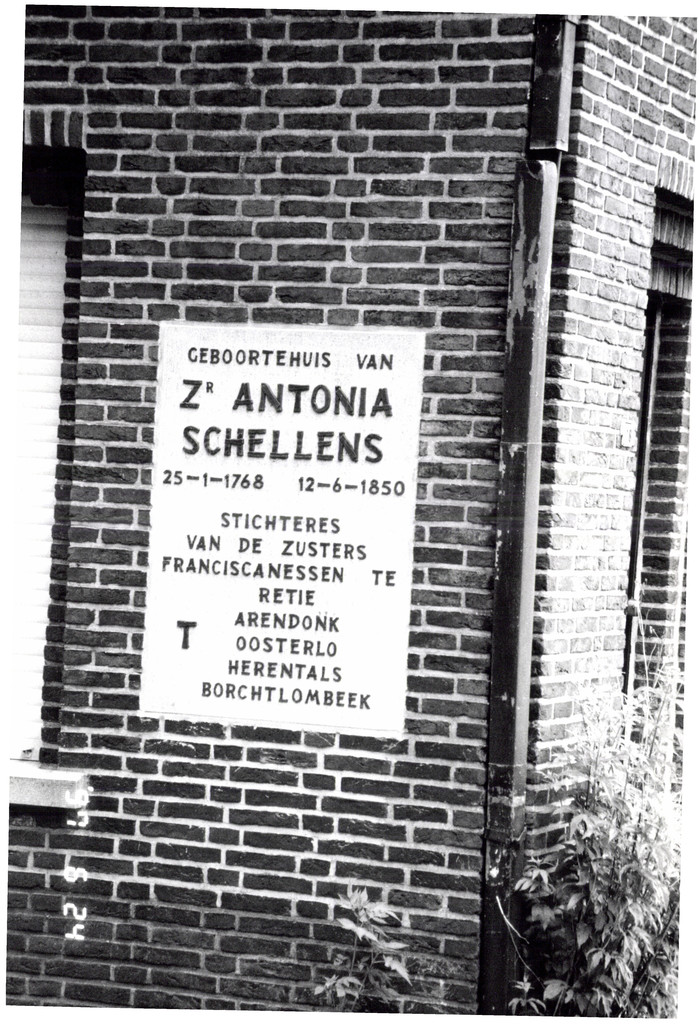 GEBOORTEHUIS VAN
Zᴿ ANTONIA
SCHELLENS
25-1-1768 12-6-1850
STICHTERES
VAN DE ZUSTERS
FRANCISCANESSEN TE
RETIE
ARENDONK
T OOSTERLO
HERENTALS
BORCHTLOMBEEK